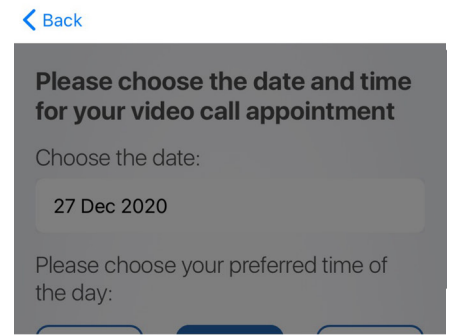 Back
Please choose the date and time
for your video call appointment
Choose the date:
27 Dec 2020
Please choose your preferred time of
the day: